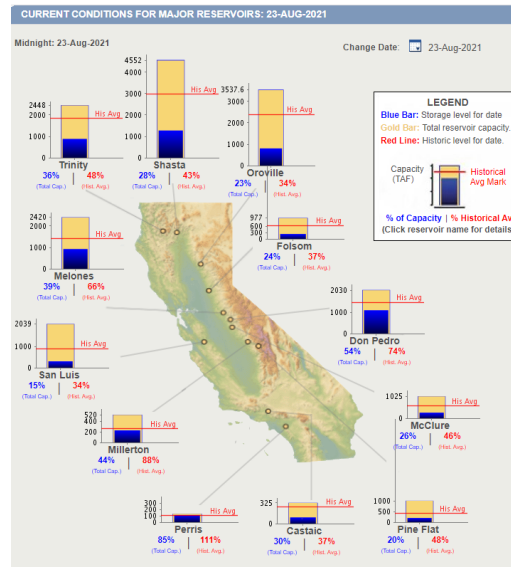 CURRENT CONDITIONS FOR MAJOR RESERVOIRS: 23-AUG-2021
Midnight: 23-Aug-2021
Change Date: 23-Aug-2021
LEGEND
Blue Bar: Storage level for date
Gold Bar: Total reservoir capacity.
Red Line: Historic level for date.
Capacity
(TAF)
Historical
Avg Mark
% of Capacity | % Historical Av
(Click reservoir name for details
2448
2000
1000
0
His Avg
Trinity
36% | 48%
(Total Cap.) (Hist. Avg.)
4552
4000
3000
2000
1000
0
His Avg
Shasta
28% | 43%
(Total Cap.) (Hist. Avg.)
3537.6
3000
2000
1000
0
His Avg
Oroville
23% | 34%
(Total Cap.) (Hist. Avg.)
977
600
300
0
His Avg
Folsom
24% | 37%
(Total Cap.) (Hist. Avg.)
2420
2000
1000
0
His Avg
Melones
39% | 66%
(Total Cap.) (Hist. Avg.)
2030
1000
0
His Avg
Don Pedro
54% | 74%
(Total Cap.) (Hist. Avg.)
2039
1000
0
His Avg
San Luis
15% | 34%
(Total Cap.) (Hist. Avg.)
1025
0
His Avg
McClure
26% | 46%
(Total Cap.) (Hist. Avg.)
520
400
200
0
His Avg
Millerton
44% | 88%
(Total Cap.) (Hist. Avg.)
300
200
100
0
His Avg
Perris
85% | 111%
(Total Cap.) (Hist. Avg.)
325
0
His Avg
Castaic
30% | 37%
(Total Cap.) (Hist. Avg.)
1000
500
0
His Avg
Pine Flat
20% | 48%
(Total Cap.) (Hist. Avg.)